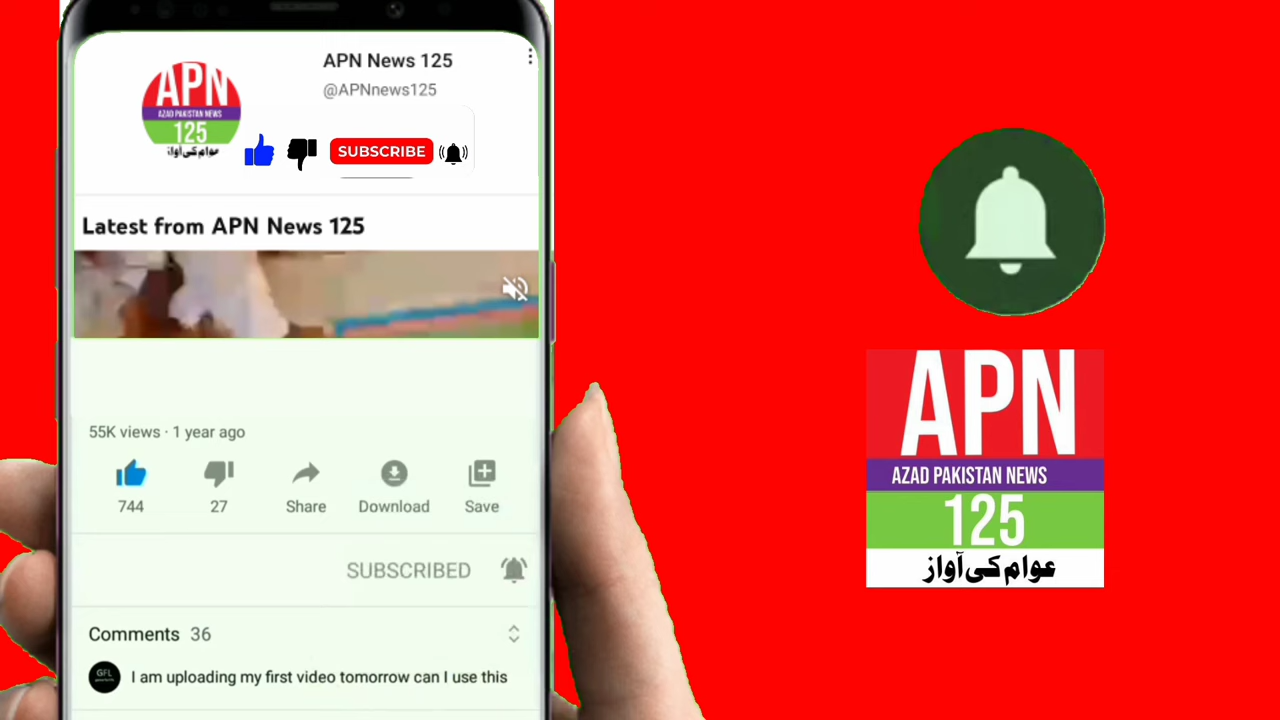 APN News 125
@APNnews125
APN
AZAD PAKISTAN NEWS
125
عوام کی آواز
SUBSCRIBE
Latest from APN News 125
55K views · 1 year ago
744
27
Share
Download
Save
SUBSCRIBED
Comments 36
GFL
I am uploading my first video tomorrow can I use this
APN
AZAD PAKISTAN NEWS
125
عوام کی آواز